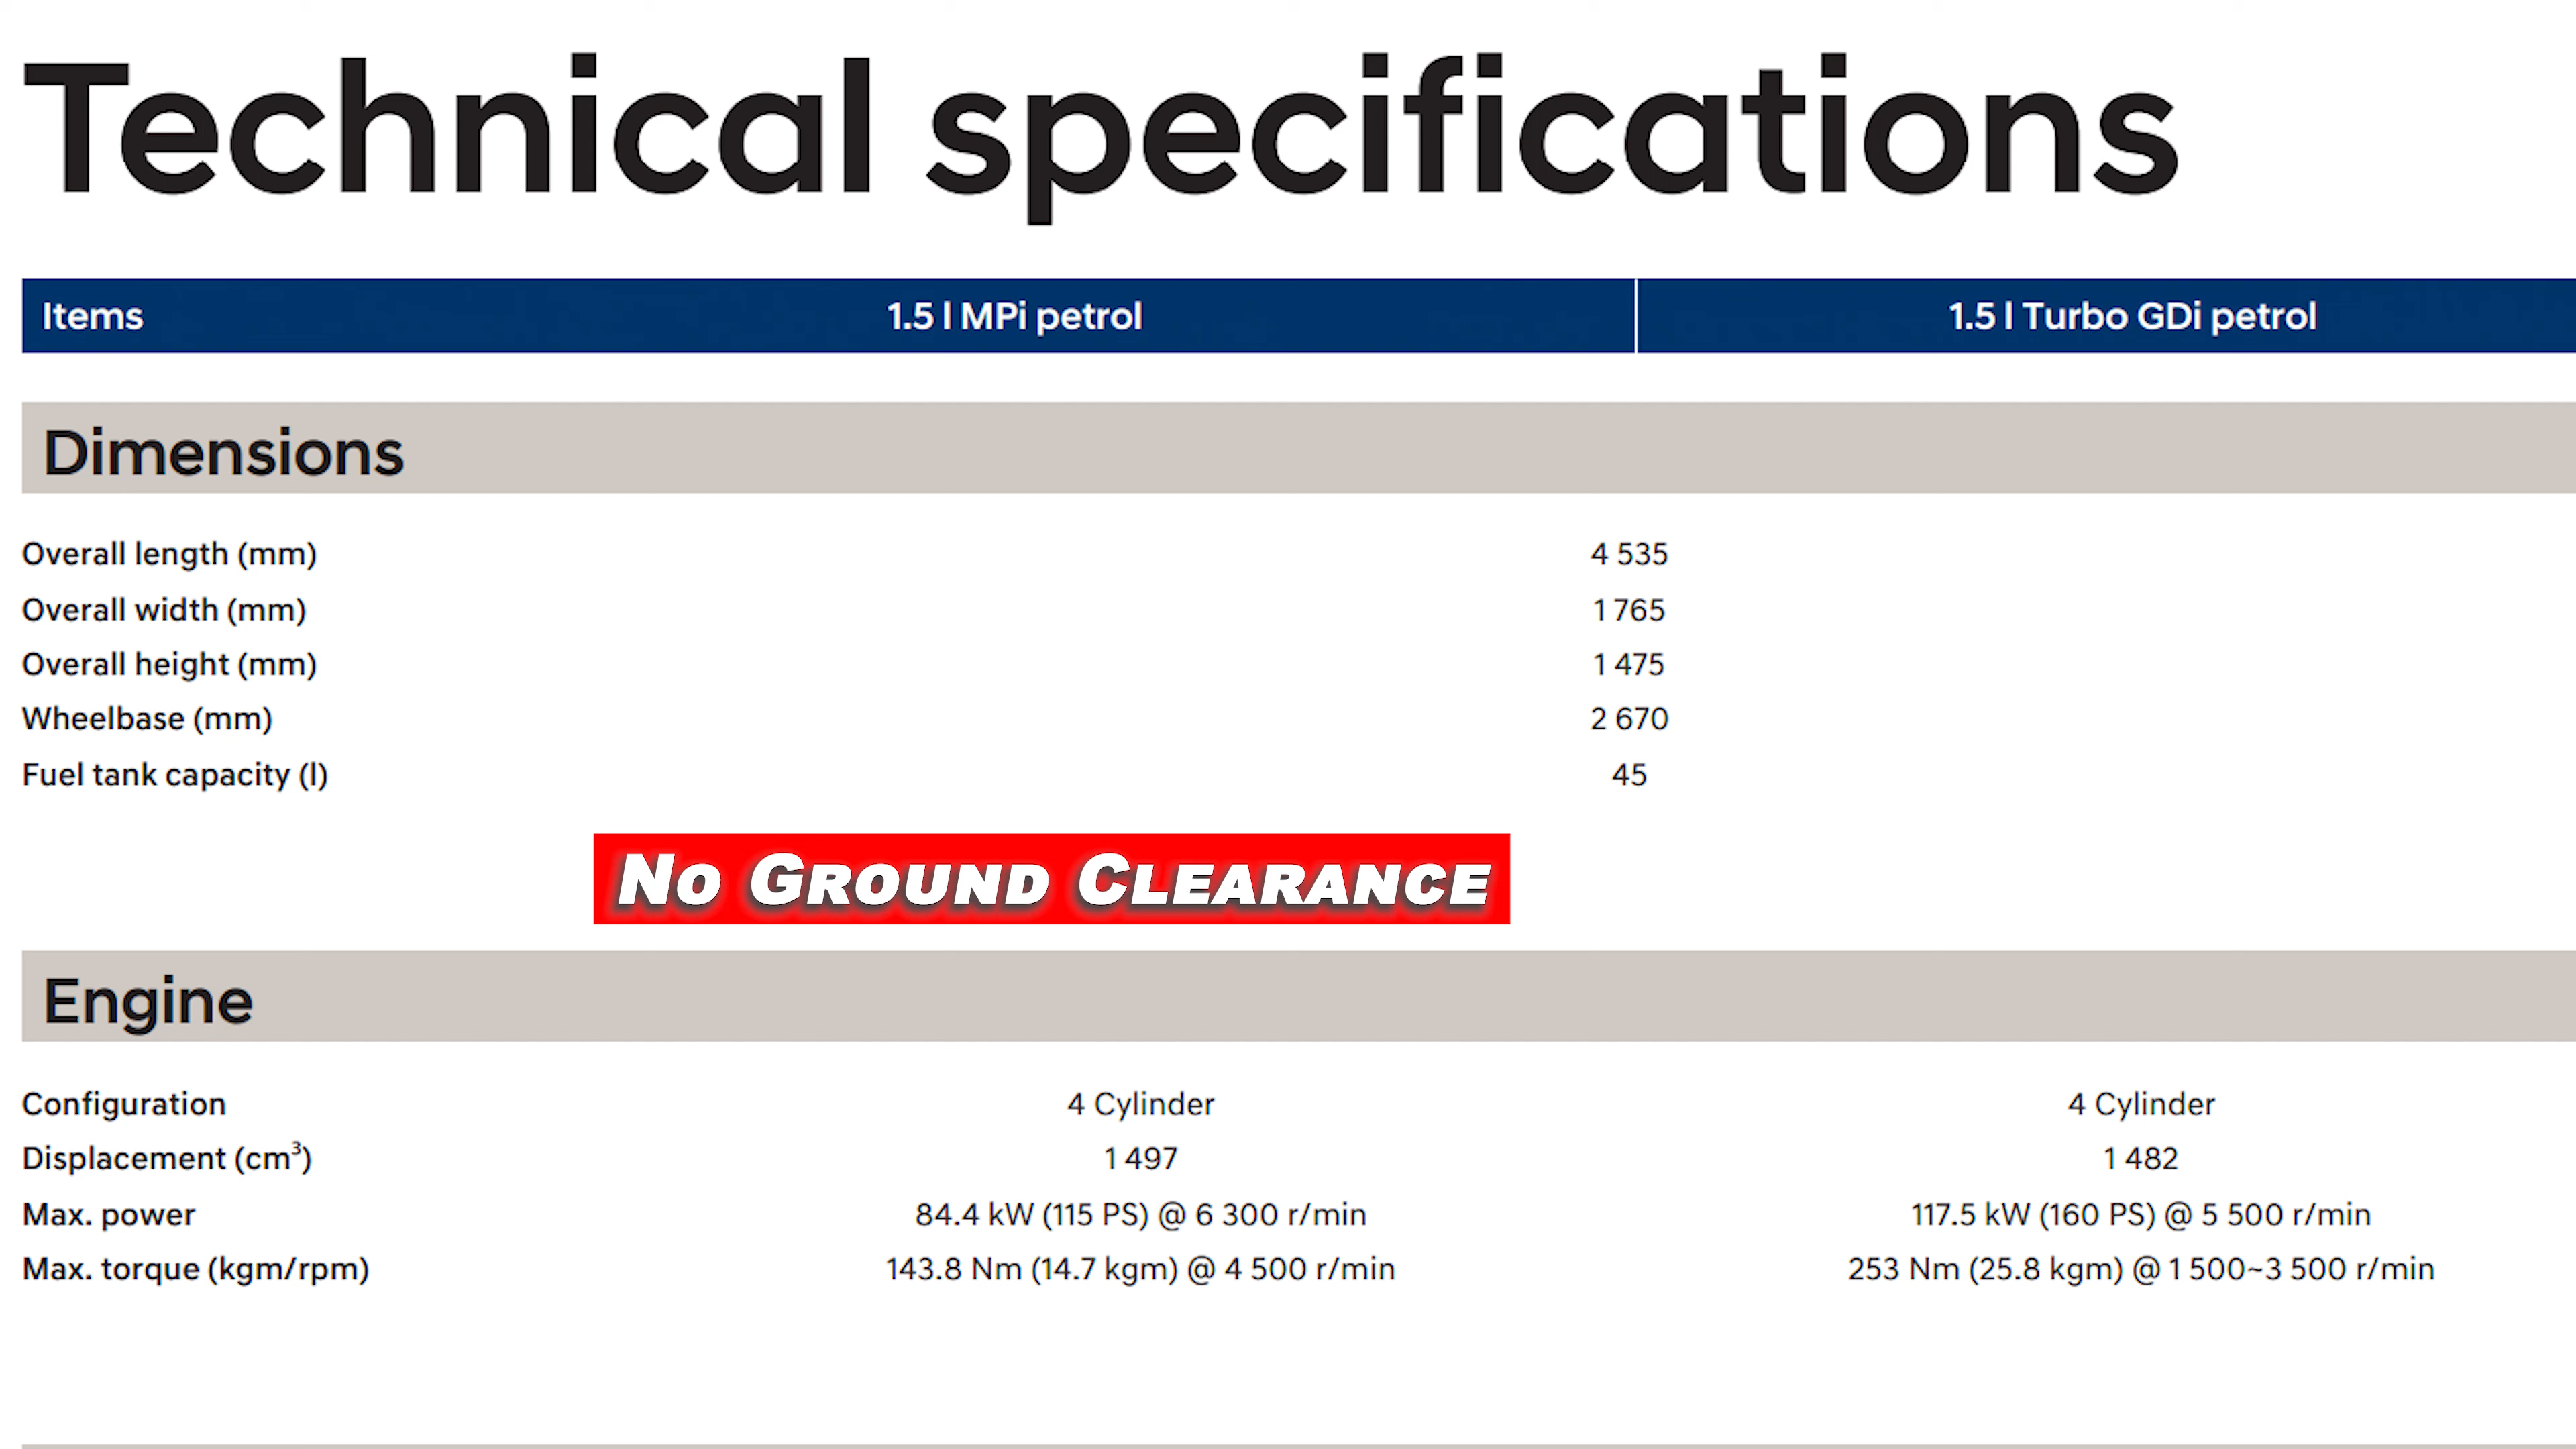 Technical specifications
Items 1.5 l MPi petrol 1.5 l Turbo GDi petrol
Dimensions
Overall length (mm) 4 535
Overall width (mm) 1 765
Overall height (mm) 1 475
Wheelbase (mm) 2 670
Fuel tank capacity (l) 45
No Ground Clearance
Engine
Configuration 4 Cylinder 4 Cylinder
Displacement (cm³) 1 497 1 482
Max. power 84.4 kW (115 PS) @ 6 300 r/min 117.5 kW (160 PS) @ 5 500 r/min
Max. torque (kgm/rpm) 143.8 Nm (14.7 kgm) @ 4 500 r/min 253 Nm (25.8 kgm) @ 1 500~3 500 r/min